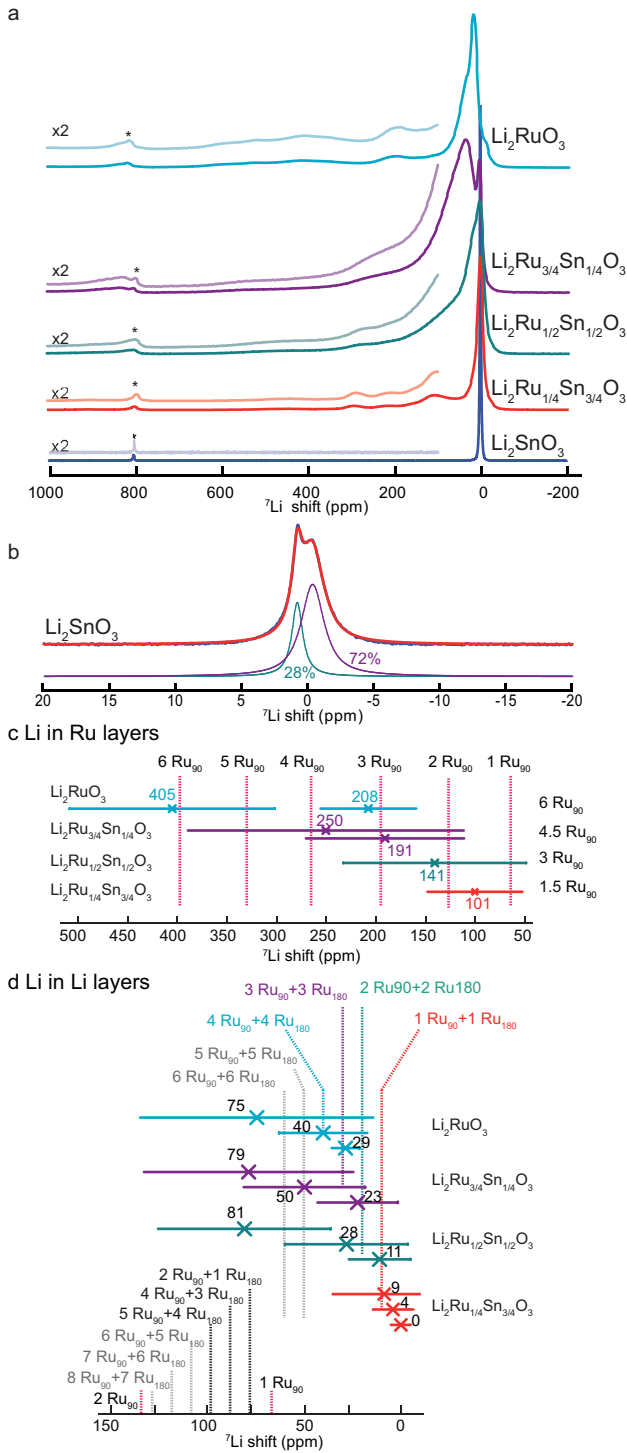 a
x2
*
Li2RuO3
x2
*
Li2Ru3/4Sn1/4O3
x2
*
Li2Ru1/2Sn1/2O3
x2
*
Li2Ru1/4Sn3/4O3
x2
*
Li2SnO3
1000 800 600 400 200 0 -200
7Li shift (ppm)
b
Li2SnO3
72%
28%
20 15 10 5 0 -5 -10 -15 -20
7Li shift (ppm)
c Li in Ru layers
6 Ru90 5 Ru90 4 Ru90 3 Ru90 2 Ru90 1 Ru90
Li2RuO3 405 208 6 Ru90
Li2Ru3/4Sn1/4O3 250 191 4.5 Ru90
Li2Ru1/2Sn1/2O3 141 3 Ru90
Li2Ru1/4Sn3/4O3 101 1.5 Ru90
500 450 400 350 300 250 200 150 100 50
7Li shift (ppm)
d Li in Li layers
3 Ru90+3 Ru180 2 Ru90+2 Ru180
4 Ru90+4 Ru180 1 Ru90+1 Ru180
5 Ru90+5 Ru180
6 Ru90+6 Ru180
75
40
29
Li2RuO3
79
50
23
Li2Ru3/4Sn1/4O3
81
28
11
Li2Ru1/2Sn1/2O3
9
4
0
Li2Ru1/4Sn3/4O3
2 Ru90+1 Ru180
4 Ru90+3 Ru180
5 Ru90+4 Ru180
6 Ru90+5 Ru180
7 Ru90+6 Ru180
8 Ru90+7 Ru180
2 Ru90 1 Ru90
150 100 50 0
7Li shift (ppm)